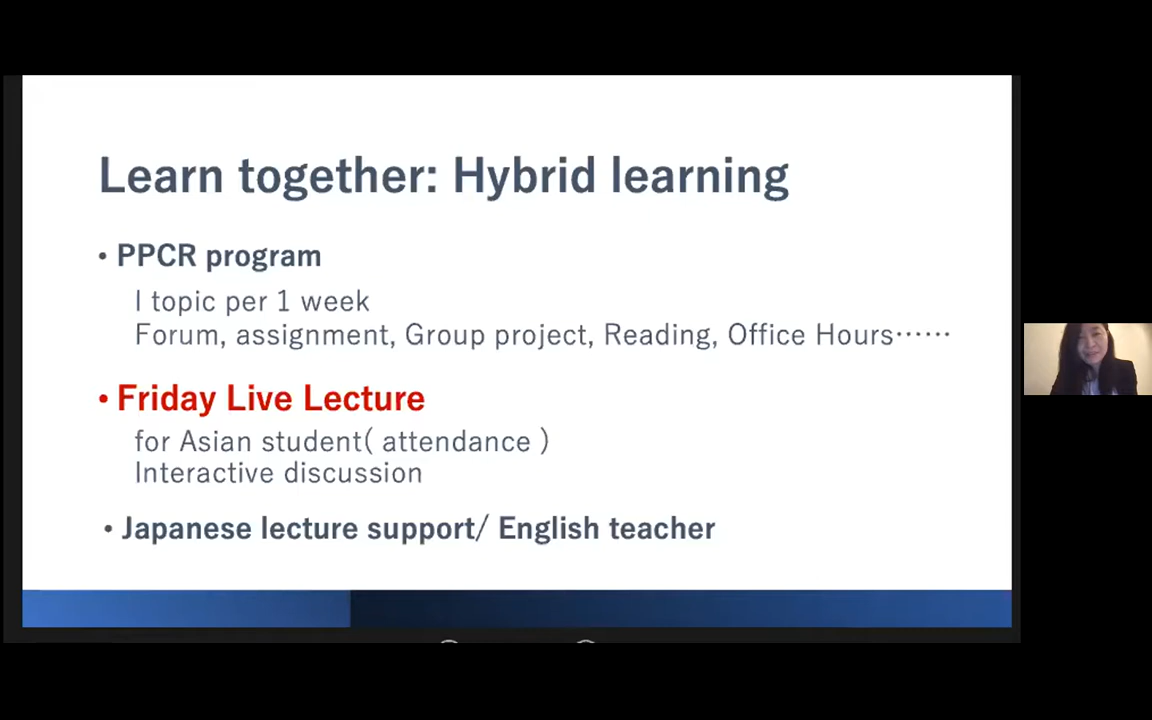 Learn together: Hybrid learning
• PPCR program
I topic per 1 week
Forum, assignment, Group project, Reading, Office Hours⋯⋯
• Friday Live Lecture
for Asian student( attendance )
Interactive discussion
• Japanese lecture support/ English teacher